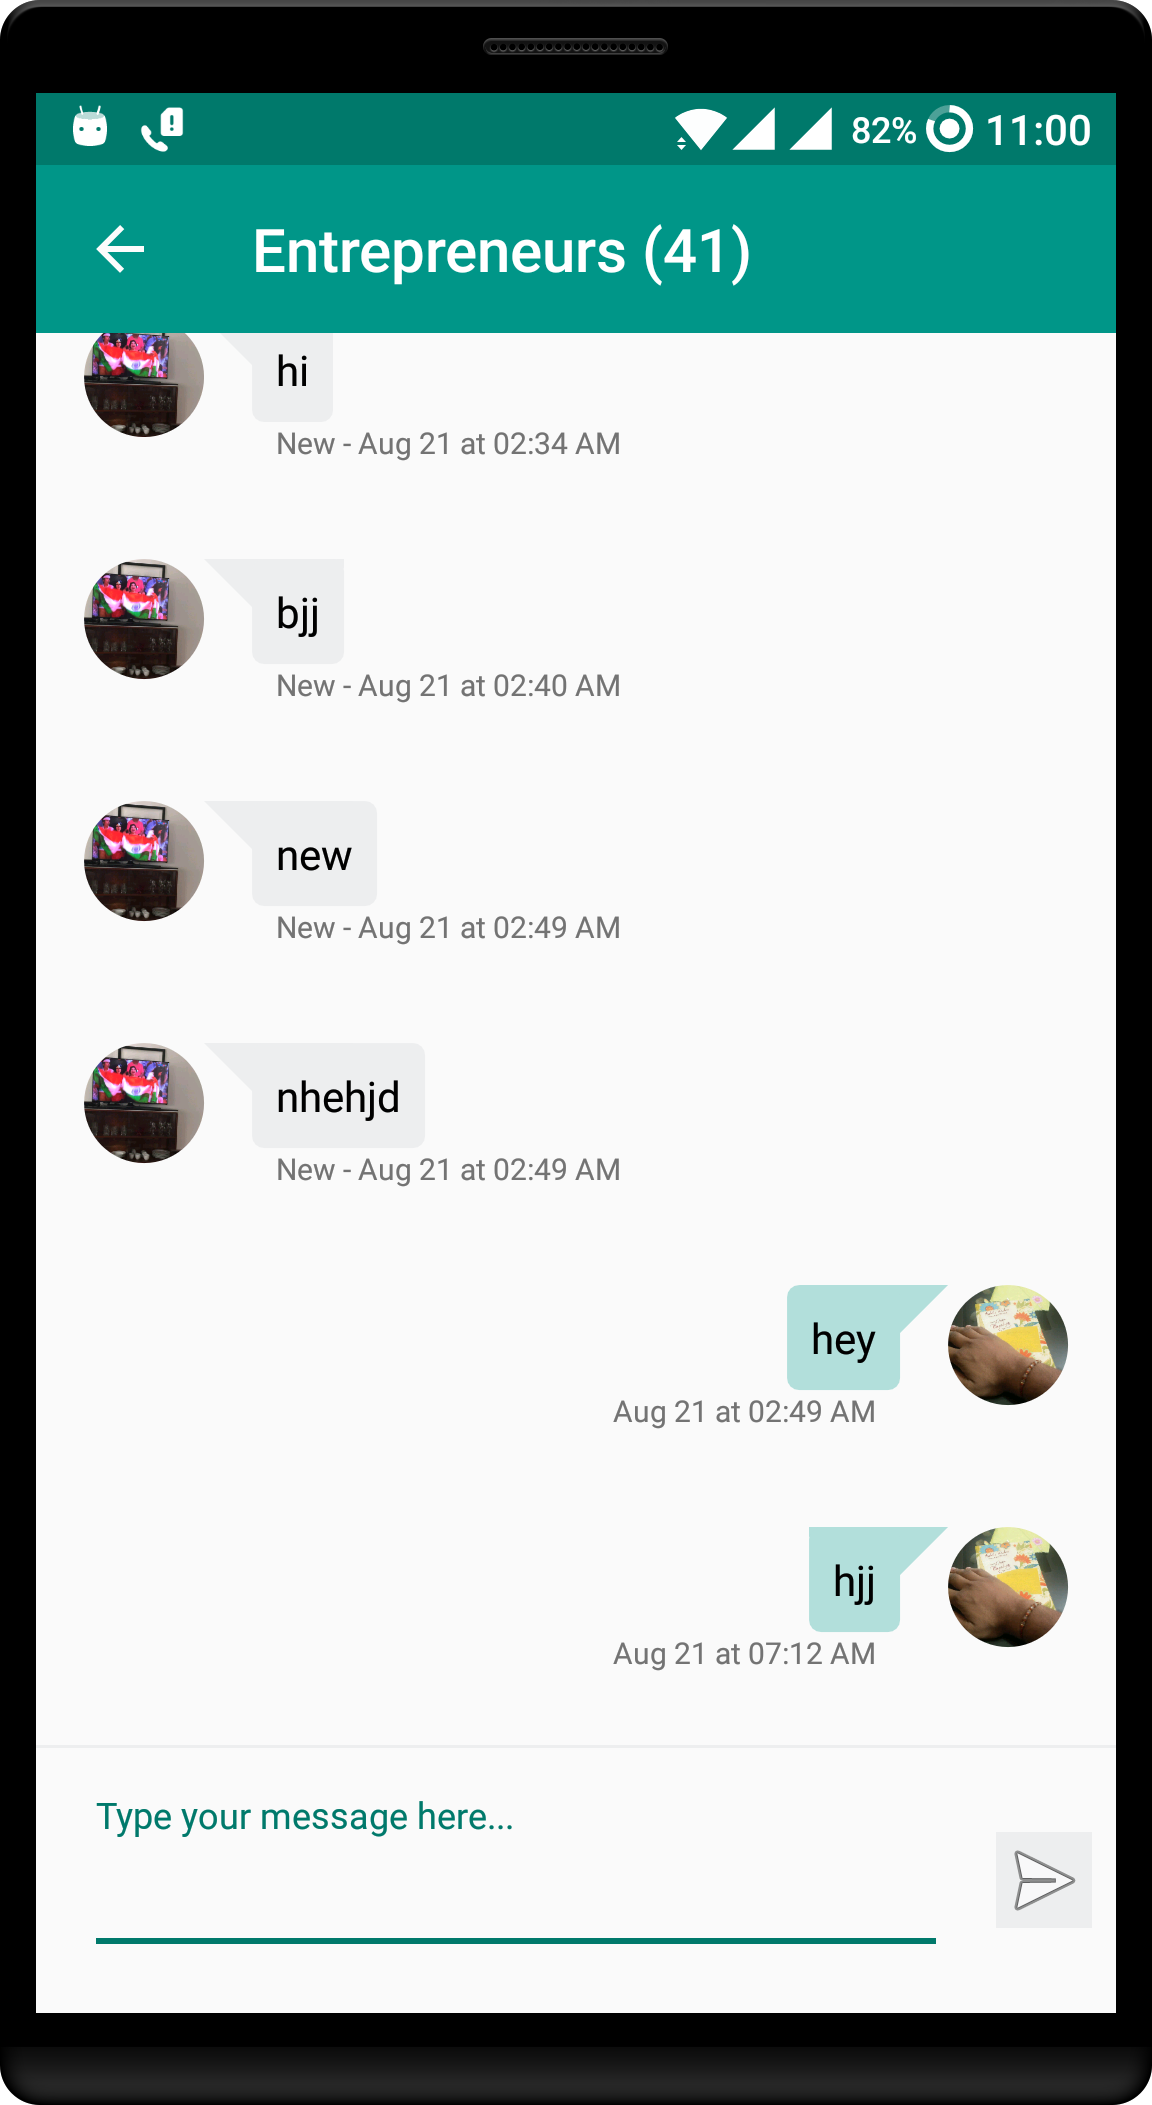 82% 11:00
Entrepreneurs (41)
hi
New - Aug 21 at 02:34 AM
bjj
New - Aug 21 at 02:40 AM
new
New - Aug 21 at 02:49 AM
nhehjd
New - Aug 21 at 02:49 AM
hey
Aug 21 at 02:49 AM
hjj
Aug 21 at 07:12 AM
Type your message here...